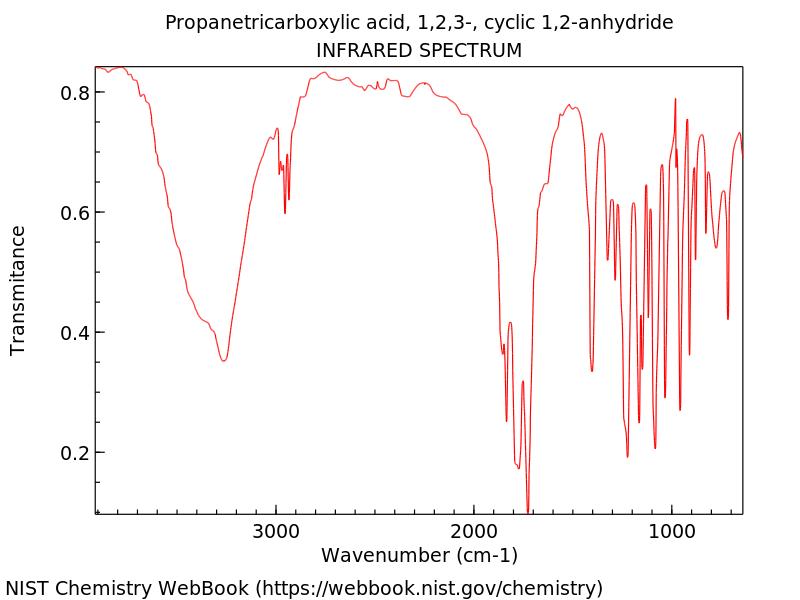 Propanetricarboxylic acid, 1,2,3-, cyclic 1,2-anhydride
INFRARED SPECTRUM
0.8
0.6
0.4
0.2
Transmitance
3000 2000 1000
Wavenumber (cm-1)
NIST Chemistry WebBook (https://webbook.nist.gov/chemistry)